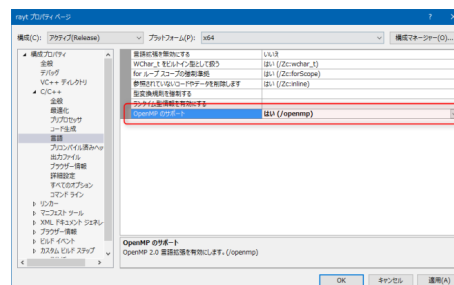 rayt プロパティ ページ
? ×
構成(C): アクティブ(Release) プラットフォーム(P): x64 構成マネージャー(O)...
構成プロパティ
全般
デバッグ
VC++ ディレクトリ
C/C++
全般
最適化
プリプロセッサ
コード生成
言語
プリコンパイル済みヘッ
出力ファイル
ブラウザー情報
詳細設定
すべてのオプション
コマンド ライン
リンカー
マニフェスト ツール
XML ドキュメント ジェネレ
ブラウザー情報
ビルド イベント
カスタム ビルド ステップ
言語拡張を無効にする いいえ
WChar_t をビルトイン型として扱う はい (/Zc:wchar_t)
for ループ スコープの強制準拠 はい (/Zc:forScope)
参照されていないコードやデータを削除します はい (/Zc:inline)
型変換規則を強制する
ランタイム型情報を有効にする
OpenMP のサポート はい (/openmp)
OpenMP のサポート
OpenMP 2.0 言語拡張を有効にします。(/openmp)
OK キャンセル 適用(A)